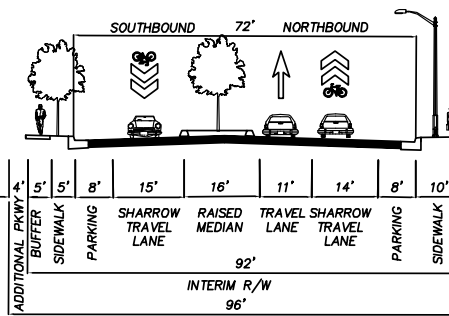 SOUTHBOUND 72' NORTHBOUND
4' 5' 5' 8' 15' 16' 11' 14' 8' 10'
ADDITIONAL PKWY
BUFFER
SIDEWALK
PARKING
SHARROW
TRAVEL
LANE
RAISED
MEDIAN
TRAVEL
LANE
SHARROW
TRAVEL
LANE
PARKING
SIDEWALK
92'
INTERIM R/W
96'